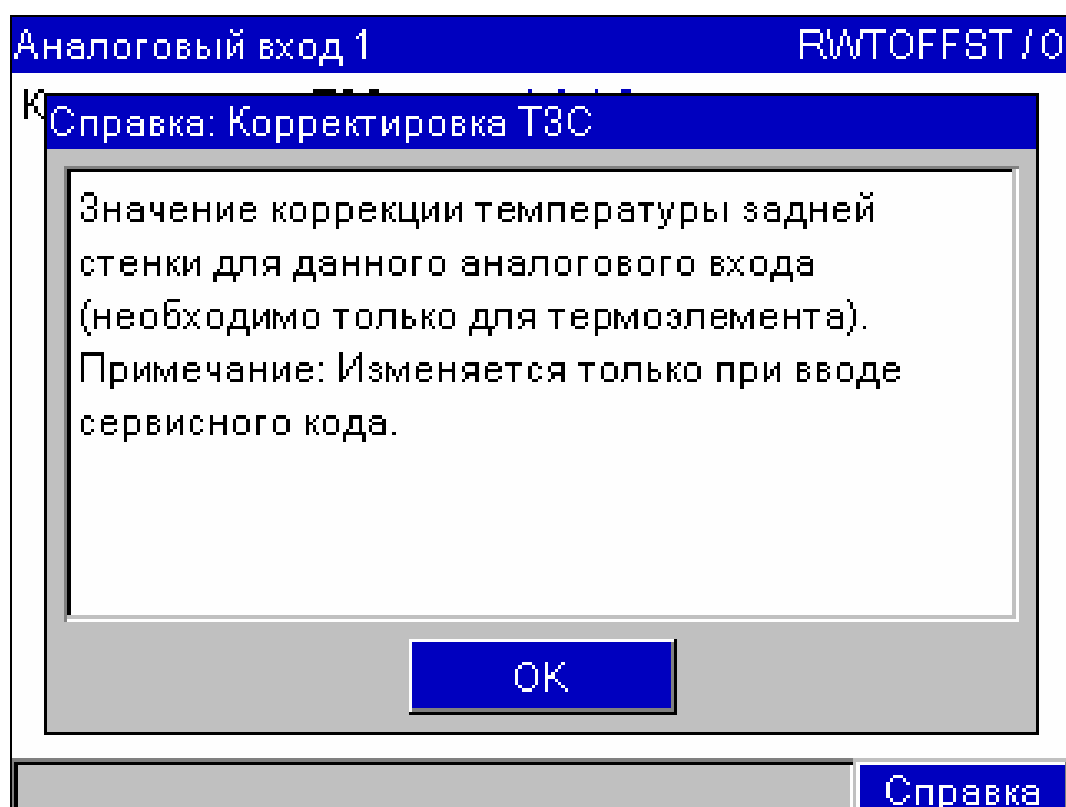 Аналоговый вход 1 RWTOFFST / 0
Справка: Корректировка ТЗС
Значение коррекции температуры задней
стенки для данного аналогового входа
(необходимо только для термоэлемента).
Примечание: Изменяется только при вводе
сервисного кода.
ОК
Справка